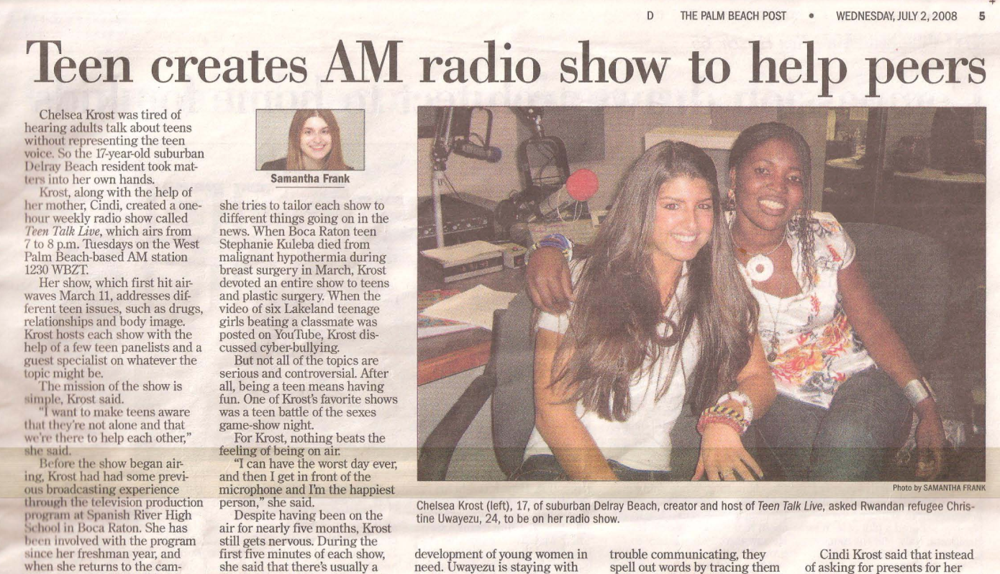 D THE PALM BEACH POST • WEDNESDAY, JULY 2, 2008 5
Teen creates AM radio show to help peers
Chelsea Krost was tired of
hearing adults talk about teens
without representing the teen
voice. So the 17-year-old suburban
Delray Beach resident took mat-
ters into her own hands.
Krost, along with the help of
her mother, Cindi, created a one-
hour weekly radio show called
Teen Talk Live, which airs from
7 to 8 p.m. Tuesdays on the West
Palm Beach-based AM station
1230 WBZT.
Her show, which first hit air-
waves March 11, addresses dif-
ferent teen issues, such as drugs,
relationships and body image.
Krost hosts each show with the
help of a few teen panelists and a
guest specialist on whatever the
topic might be.
The mission of the show is
simple, Krost said.
"I want to make teens aware
that they're not alone and that
we're there to help each other,"
she said.
Before the show began air-
ing, Krost had had some previ-
ous broadcasting experience
through the television production
program at Spanish River High
School in Boca Raton. She has
been involved with the program
since her freshman year, and
when she returns to the cam-
Samantha Frank
she tries to tailor each show to
different things going on in the
news. When Boca Raton teen
Stephanie Kuleba died from
malignant hypothermia during
breast surgery in March, Krost
devoted an entire show to teens
and plastic surgery. When the
video of six Lakeland teenage
girls beating a classmate was
posted on YouTube, Krost dis-
cussed cyber-bullying.
But not all of the topics are
serious and controversial. After
all, being a teen means having
fun. One of Krost's favorite shows
was a teen battle of the sexes
game-show night.
For Krost, nothing beats the
feeling of being on air.
"I can have the worst day ever,
and then I get in front of the
microphone and I'm the happiest
person," she said.
Despite having been on the
air for nearly five months, Krost
still gets nervous. During the
first five minutes of each show,
she said that there's usually a
Photo by SAMANTHA FRANK
Chelsea Krost (left), 17, of suburban Delray Beach, creator and host of Teen Talk Live, asked Rwandan refugee Chris-
tine Uwayezu, 24, to be on her radio show.
development of young women in
need. Uwayezu is staying with
trouble communicating, they
spell out words by tracing them
Cindi Krost said that instead
of asking for presents for her